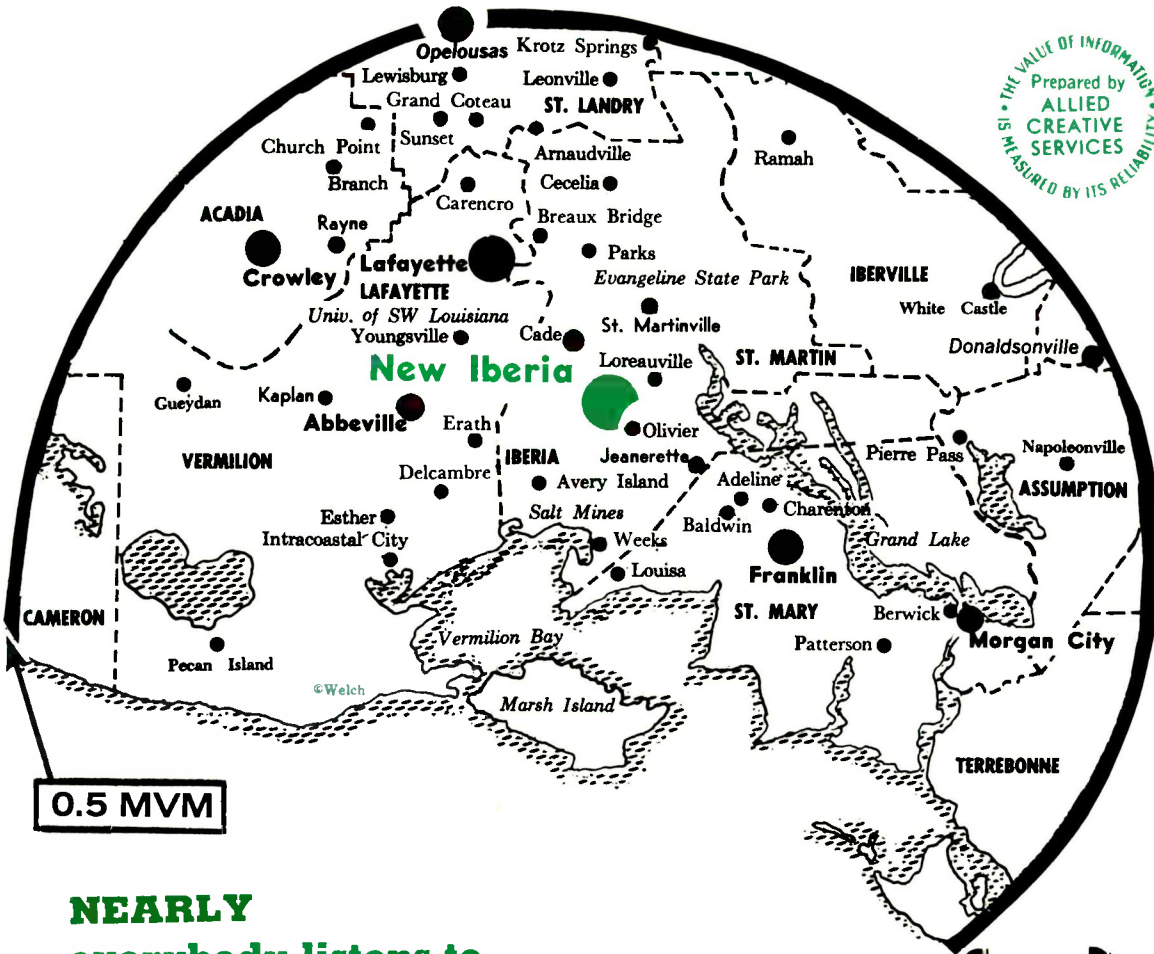 Opelousas
Krotz Springs
Lewisburg
Leonville
Grand Coteau
ST. LANDRY
Sunset
Church Point
Arnaudville
Branch
Cecelia
Carencro
Ramah
ACADIA
Rayne
Breaux Bridge
Crowley
Lafayette
Parks
LAFAYETTE
Evangeline State Park
IBERVILLE
White Castle
Univ. of SW Louisiana
Youngsville
Cade
St. Martinville
Donaldsonville
New Iberia
Loreauville
ST. MARTIN
Gueydan
Kaplan
Abbeville
Erath
Olivier
VERMILION
IBERIA
Jeanerette
Pierre Pass
Napoleonville
Delcambre
Avery Island
Adeline
ASSUMPTION
Salt Mines
Baldwin
Charenton
Esther
Intracoastal City
Weeks
Grand Lake
Louisa
Franklin
CAMERON
ST. MARY
Berwick
Morgan City
Vermilion Bay
Patterson
Pecan Island
©Welch
Marsh Island
TERREBONNE
0.5 MVM
• THE VALUE OF INFORMATION • IS MEASURED BY ITS RELIABILITY
Prepared by
ALLIED
CREATIVE
SERVICES
NEARLY
everybody listens to